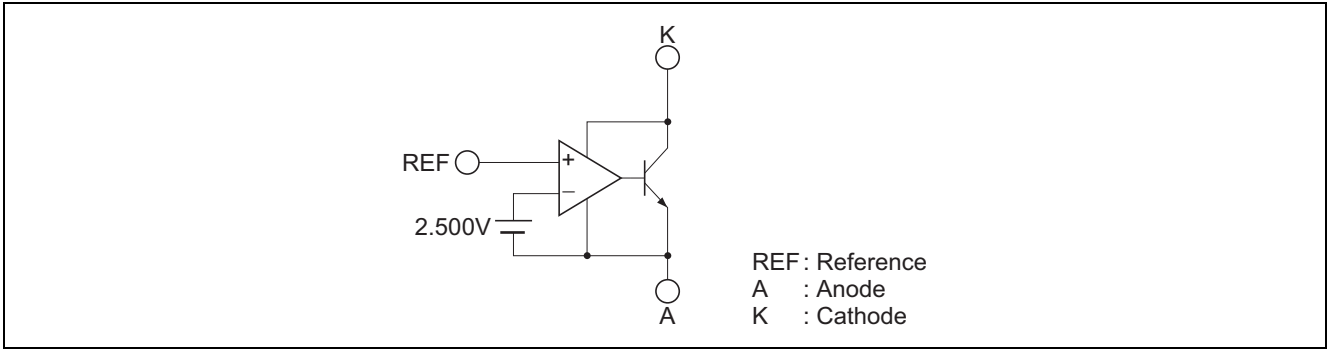 K
REF
+
−
2.500V
A
REF : Reference
A : Anode
K : Cathode